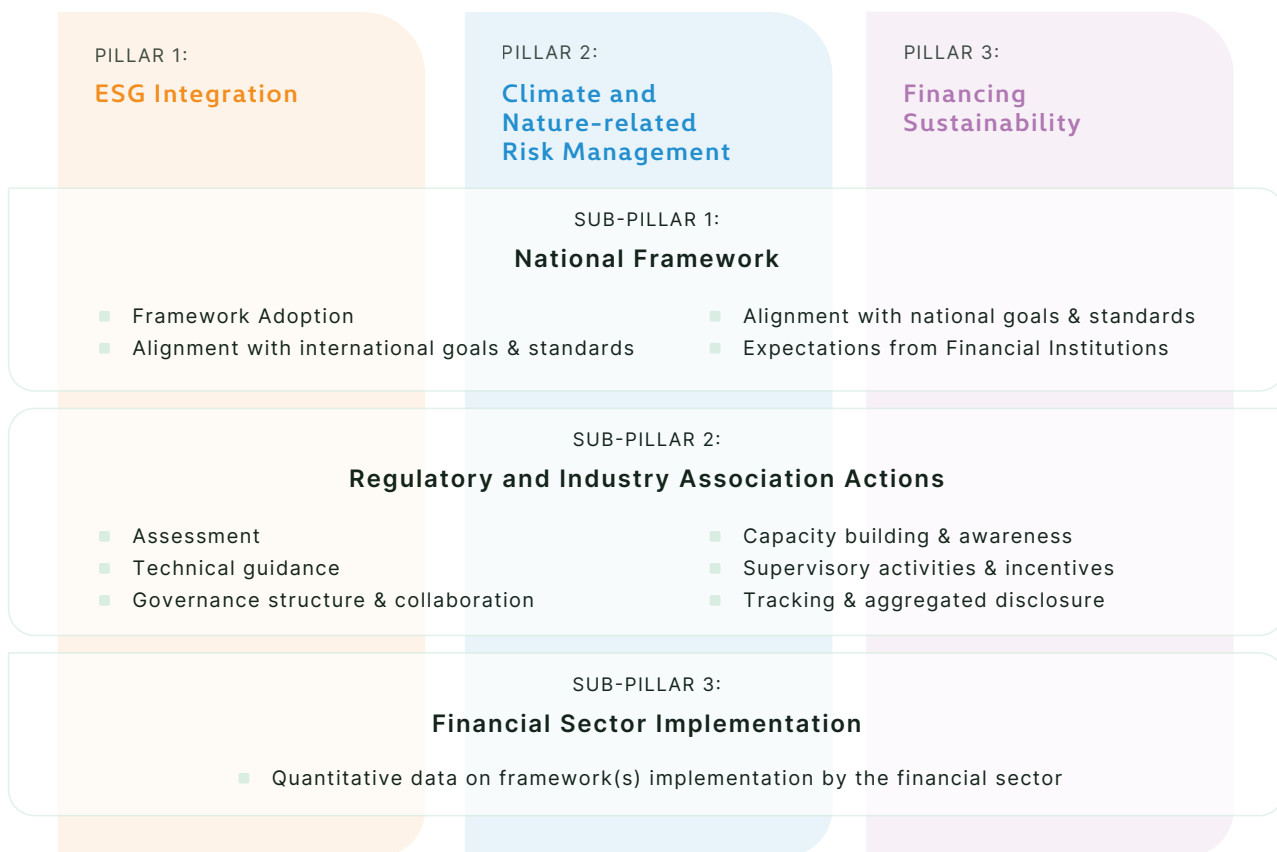 PILLAR 1:
ESG Integration
PILLAR 2:
Climate and
Nature-related
Risk Management
PILLAR 3:
Financing
Sustainability
SUB-PILLAR 1:
National Framework
Framework Adoption
Alignment with international goals & standards
Alignment with national goals & standards
Expectations from Financial Institutions
SUB-PILLAR 2:
Regulatory and Industry Association Actions
Assessment
Technical guidance
Governance structure & collaboration
Capacity building & awareness
Supervisory activities & incentives
Tracking & aggregated disclosure
SUB-PILLAR 3:
Financial Sector Implementation
Quantitative data on framework(s) implementation by the financial sector